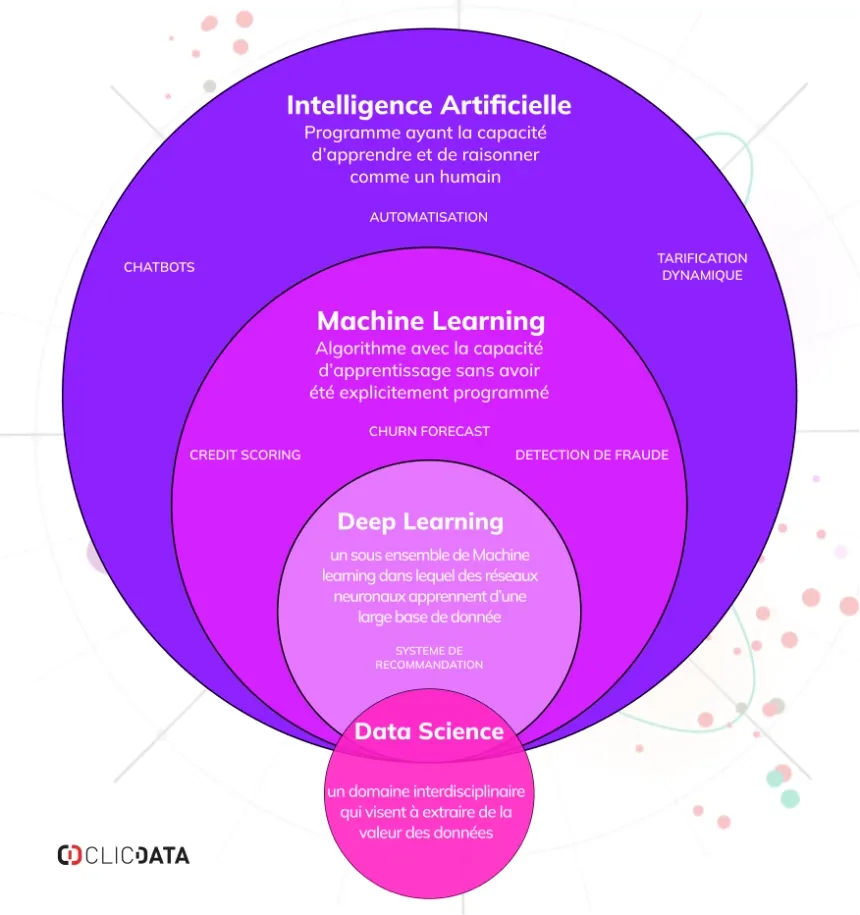 Intelligence Artificielle
Programme ayant la capacité
d’apprendre et de raisonner
comme un humain
AUTOMATISATION
CHATBOTS
TARIFICATION
DYNAMIQUE
Machine Learning
Algorithme avec la capacité
d’apprentissage sans avoir
été explicitement programmé
CHURN FORECAST
CREDIT SCORING
DETECTION DE FRAUDE
Deep Learning
un sous ensemble de Machine
learning dans lequel des réseaux
neuronaux apprennent d’une
large base de donnée
SYSTEME DE
RECOMMANDATION
Data Science
un domaine interdisciplinaire
qui visent à extraire de la
valeur des données
CLICDATA